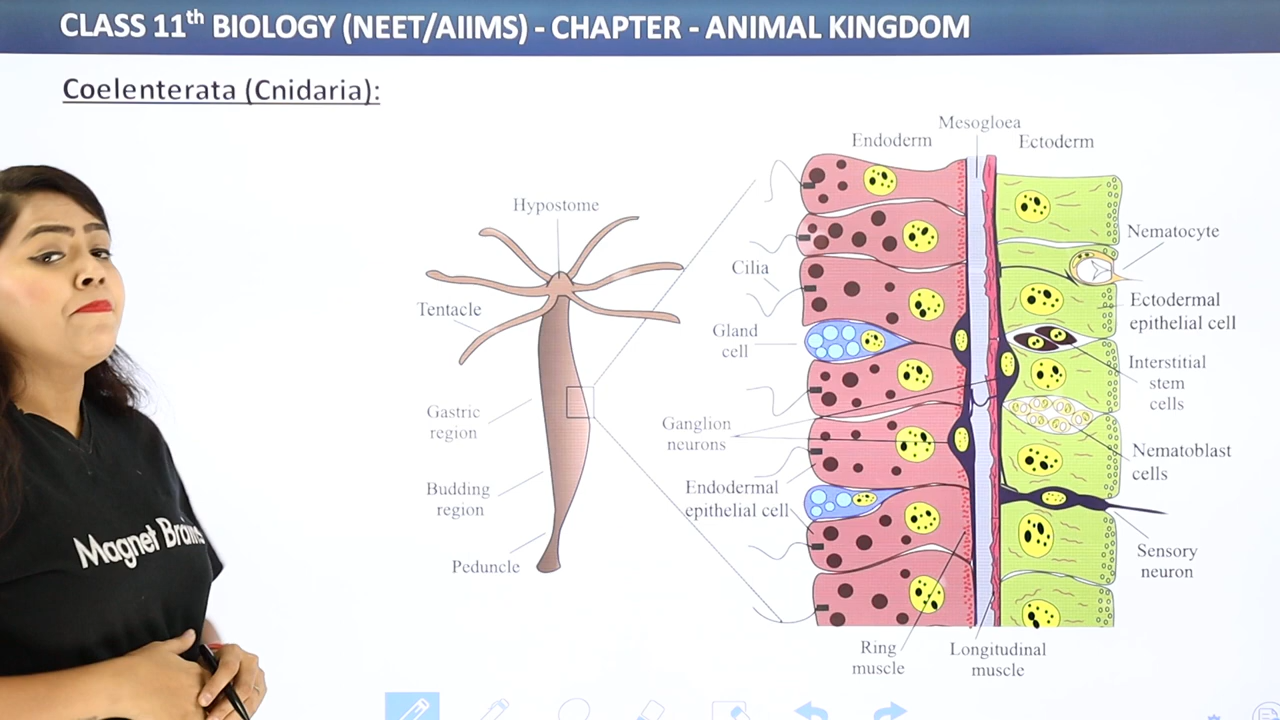 CLASS 11th BIOLOGY (NEET/AIIMS) - CHAPTER - ANIMAL KINGDOM
Coelenterata (Cnidaria):
Hypostome
Tentacle
Gastric
region
Budding
region
Peduncle
Mesogloea
Endoderm
Ectoderm
Cilia
Gland
cell
Ganglion
neurons
Endodermal
epithelial cell
Ring
muscle
Longitudinal
muscle
Nematocyte
Ectodermal
epithelial cell
Interstitial
stem
cells
Nematoblast
cells
Sensory
neuron
Magnet Brains